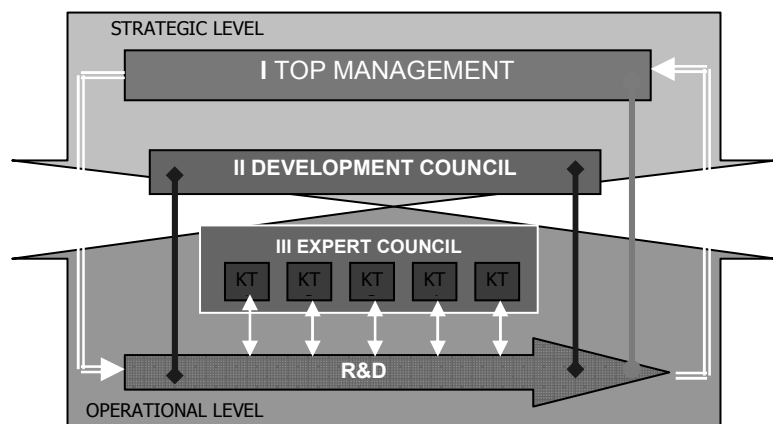 STRATEGIC LEVEL
I TOP MANAGEMENT
II DEVELOPMENT COUNCIL
III EXPERT COUNCIL
KT KT KT KT KT
R&D
OPERATIONAL LEVEL